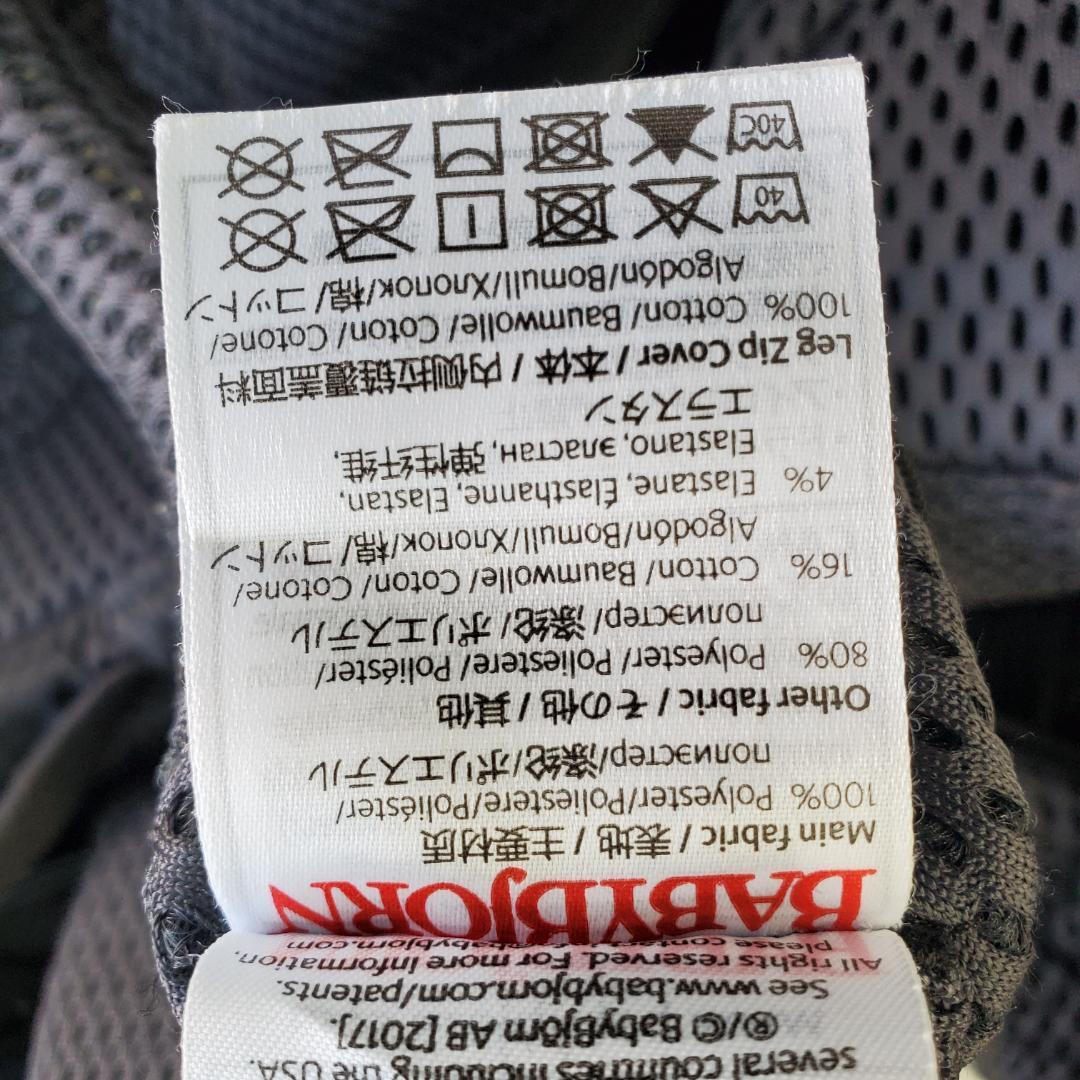 BABYBJÖRN
Main fabric / 表地 / 主要材质
100% Polyester/Poliester/Poliestere/Poliéster/
полиэстер/涤纶/ポリエステル
Other fabric / その他 / 其他
80% Polyester/ Poliestere/ Poliéster/
полиэстер/ 涤纶/ ポリエステル
16% Cotton/ Baumwolle/ Coton/ Cotone/
Algodón/Bomull/Хлопок/棉/コットン
4% Elastane, Élasthanne, Elastan,
Elastano, эластан, 弹性纤维,
エラスタン
Leg Zip Cover / 本体 / 内侧拉链覆盖面料
100% Cotton/ Baumwolle/ Coton/ Cotone/
Algodón/Bomull/Хлопок/棉/コットン
40
40C
several countries including the USA.
®/© BabyBjörn AB [2017].
See www.babybjorn.com/patents.
All rights reserved. For more information,
please contact info@babybjorn.com